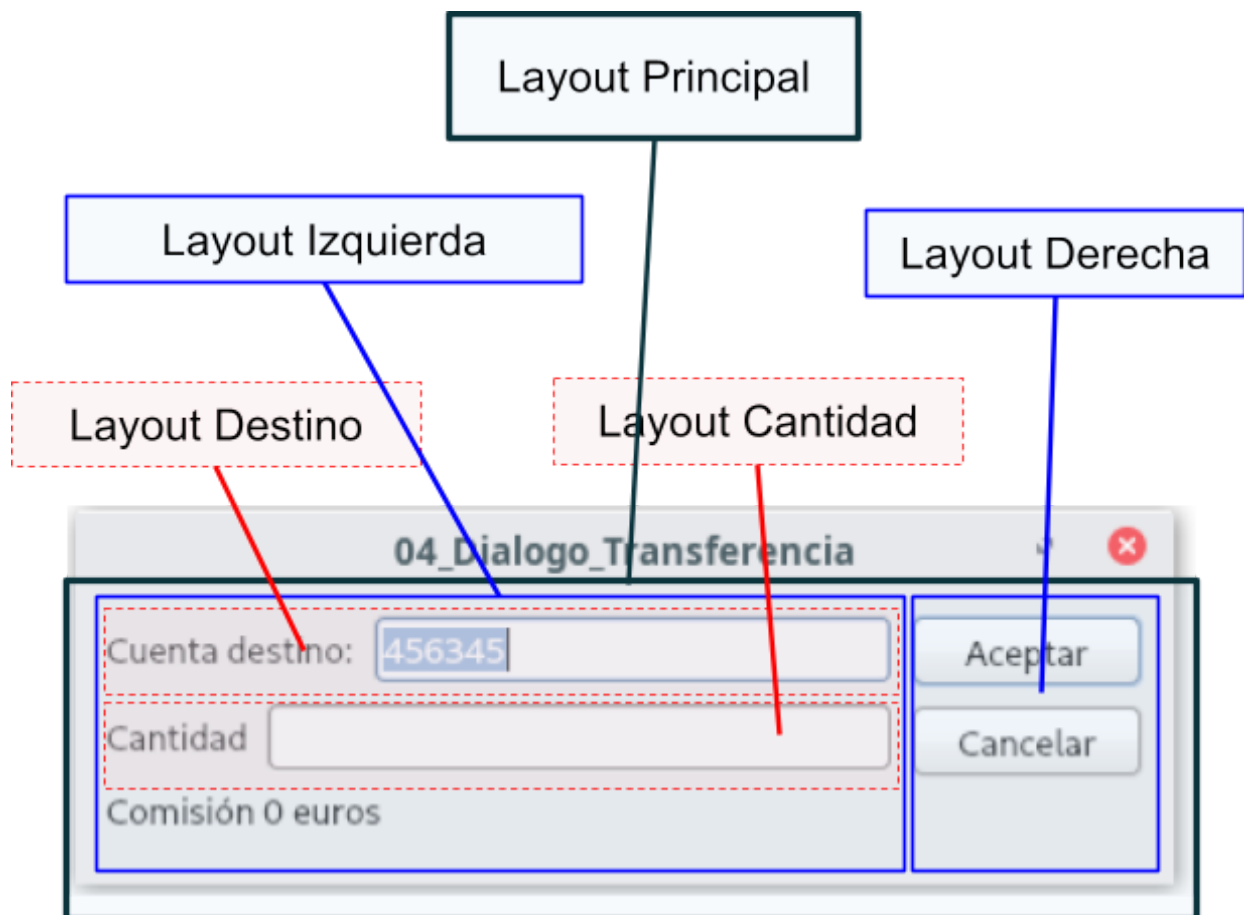 Layout Principal
Layout Izquierda
Layout Derecha
Layout Destino
Layout Cantidad
04_Dialogo_Transferencia
Cuenta destino: 456345
Aceptar
Cantidad
Cancelar
Comisión 0 euros